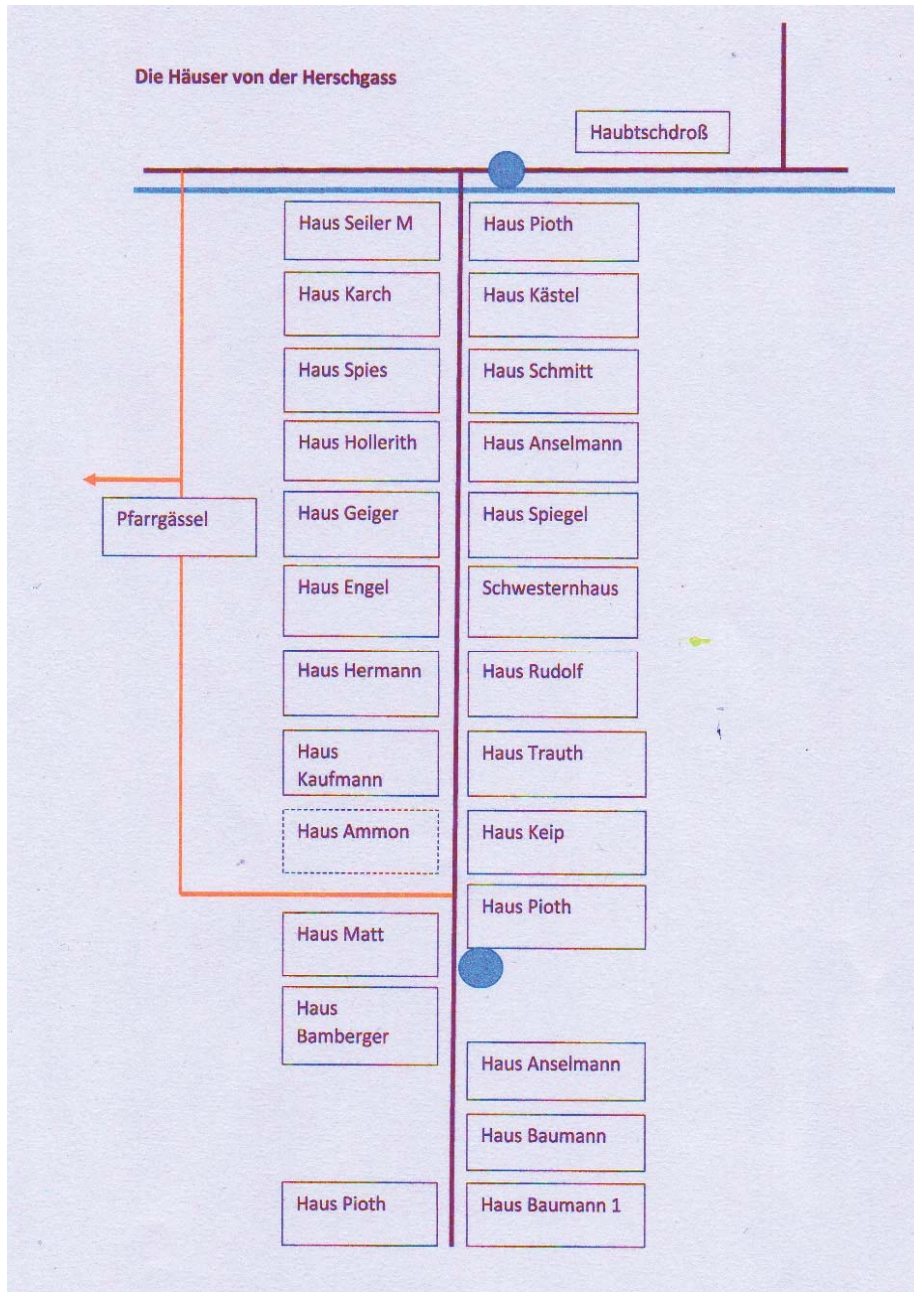 Die Häuser von der Herschgass
Haubtschdroß
Haus Seiler M
Haus Pioth
Haus Karch
Haus Kästel
Haus Spies
Haus Schmitt
Haus Hollerith
Haus Anselmann
Pfarrgässel
Haus Geiger
Haus Spiegel
Haus Engel
Schwesternhaus
Haus Hermann
Haus Rudolf
Haus
Kaufmann
Haus Trauth
Haus Ammon
Haus Keip
Haus Pioth
Haus Matt
Haus
Bamberger
Haus Anselmann
Haus Baumann
Haus Pioth
Haus Baumann 1